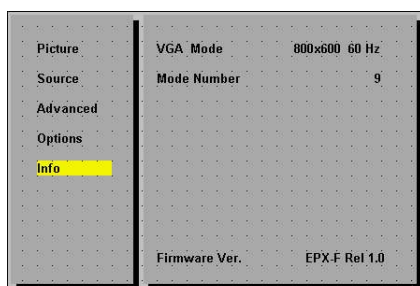 Picture
Source
Advanced
Options
Info
VGA Mode 800x600 60 Hz
Mode Number 9
Firmware Ver. EPX-F Rel 1.0